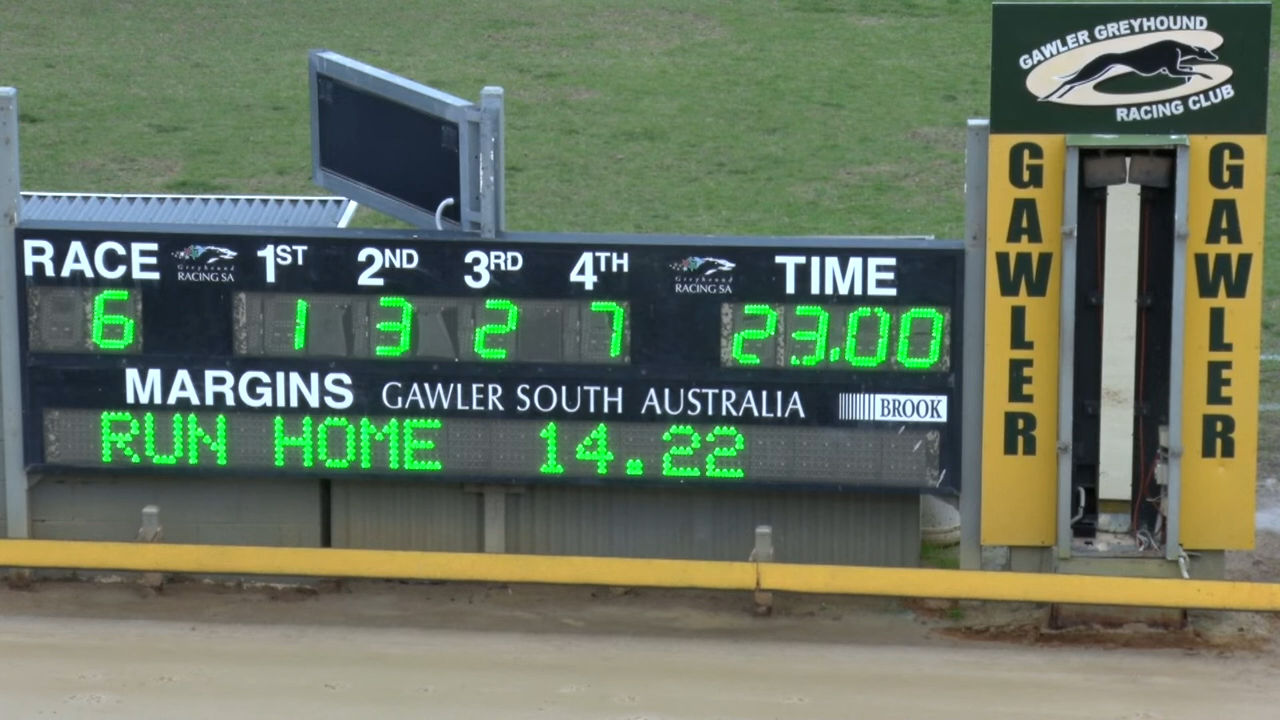 GAWLER GREYHOUND
RACING CLUB
GAWLER
GAWLER
RACE
Greyhound
RACING SA
1ST 2ND 3RD 4TH
Greyhound
RACING SA
TIME
6 1 3 2 7 23.00
MARGINS GAWLER SOUTH AUSTRALIA BROOK
RUN HOME 14.22